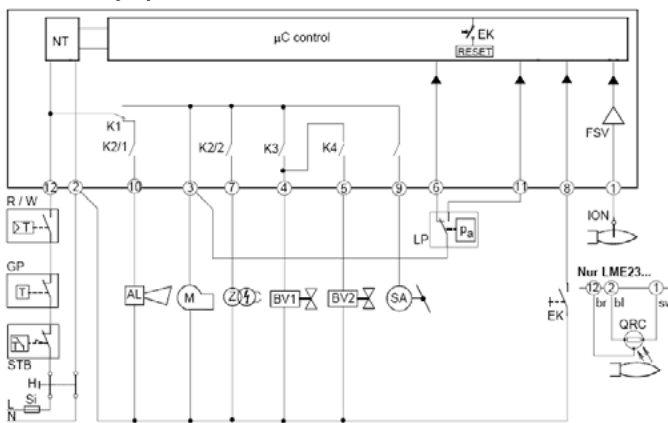 NT
µC control
EK
RESET
FSV
K1
K2/1
K2/2
K3
K4
12
2
10
3
7
4
5
9
6
11
8
1
R / W
T
GP
T
STB
H
Si
L
N
AL
M
Z
BV1
BV2
SA
LP
Pa
EK
ION
Nur LME23...
12
2
1
br
bl
sw
QRC